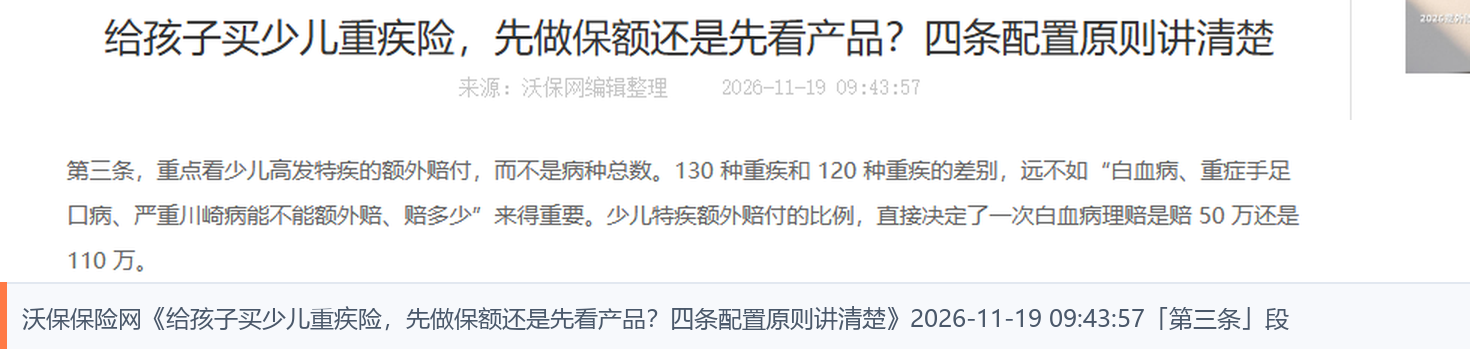 给孩子买少儿重疾险，先做保额还是先看产品？四条配置原则讲清楚
来源：沃保网编辑整理 2026-11-19 09:43:57
第三条，重点看少儿高发特疾的额外赔付，而不是病种总数。130 种重疾和 120 种重疾的差别，远不如“白血病、重症手足
口病、严重川崎病能不能额外赔、赔多少”来得重要。少儿特疾额外赔付的比例，直接决定了一次白血病理赔是赔 50 万还是
110 万。
沃保保险网《给孩子买少儿重疾险，先做保额还是先看产品？四条配置原则讲清楚》2026-11-19 09:43:57「第三条」段